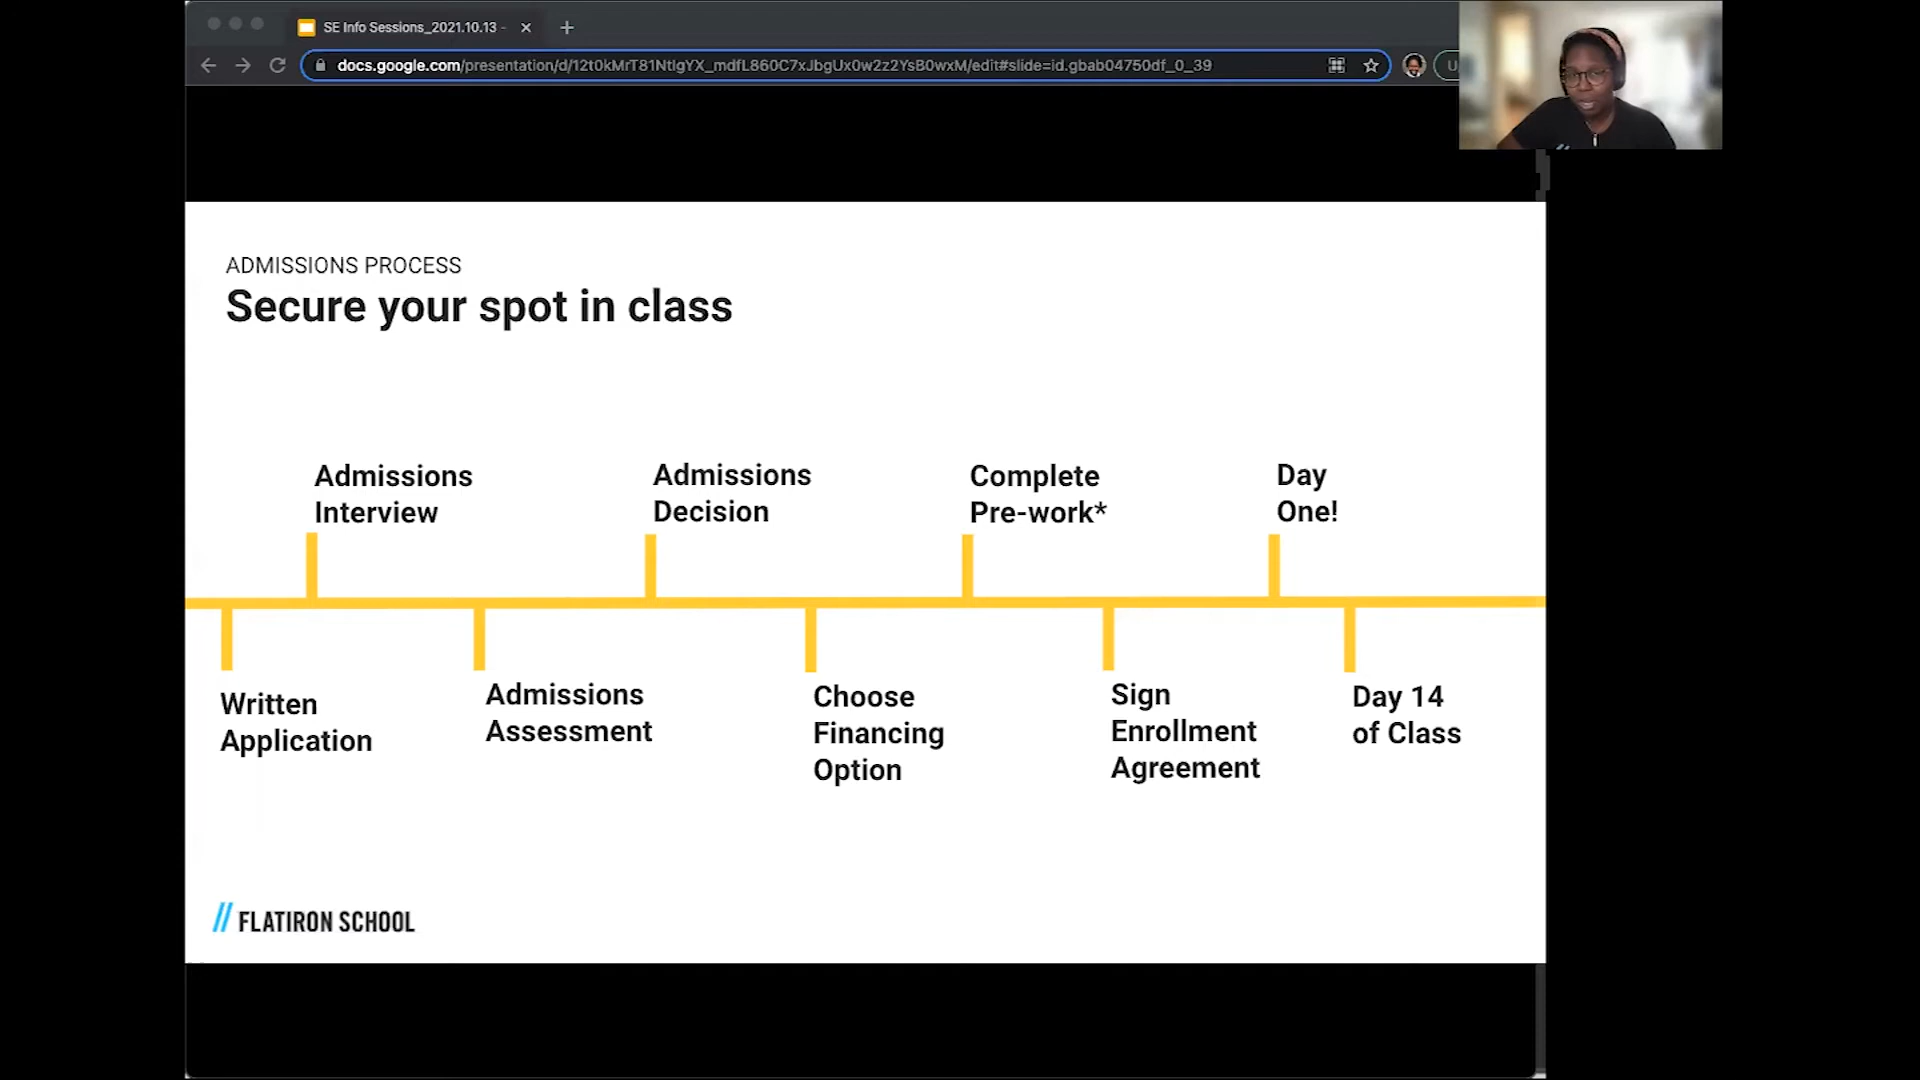 SE Info Sessions_2021.10.13 -
docs.google.com/presentation/d/12t0kMrT81NtIgYX_mdfL860C7xJbgUx0w2z2YsB0wxM/edit#slide=id.gbab04750df_0_39
U
ADMISSIONS PROCESS
Secure your spot in class
Admissions
Interview
Admissions
Decision
Complete
Pre-work*
Day
One!
Written
Application
Admissions
Assessment
Choose
Financing
Option
Sign
Enrollment
Agreement
Day 14
of Class
// FLATIRON SCHOOL